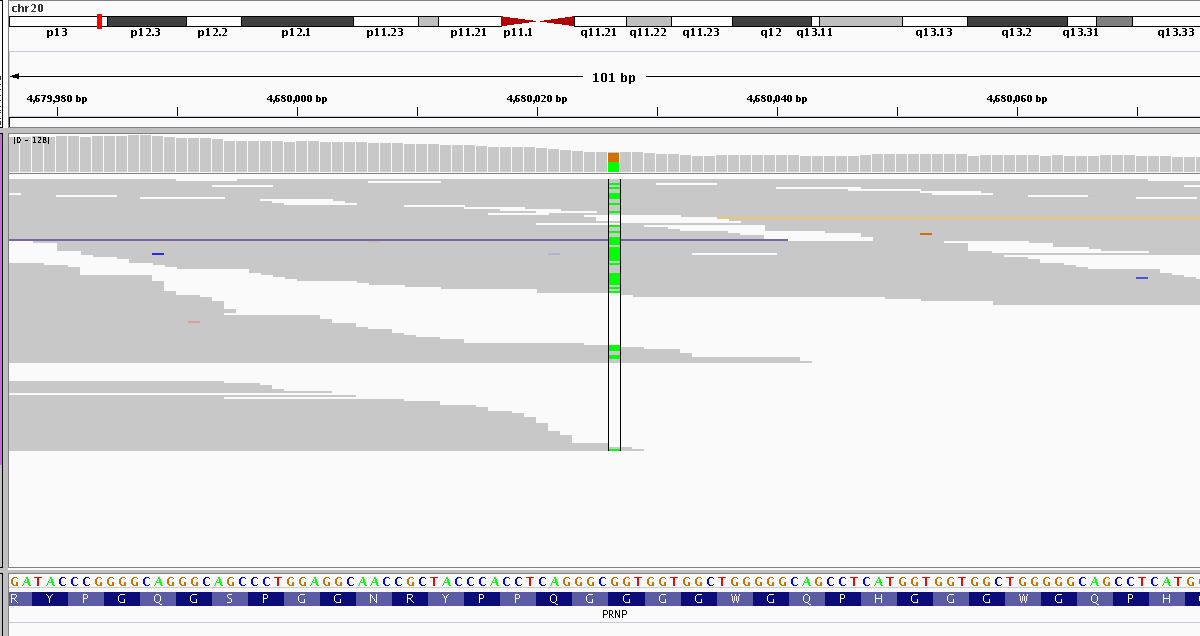 chr20
p13 p12.3 p12.2 p12.1 p11.23 p11.21 p11.1 q11.21 q11.22 q11.23 q12 q13.11 q13.13 q13.2 q13.31 q13.33
101 bp
4,679,980 bp 4,680,000 bp 4,680,020 bp 4,680,040 bp 4,680,060 bp
[0 - 128]
GATACCCGGGGCAGGGCAGCCCTGGAGGCAACCGCTACCCACCTCAGGGCGGTGGTGGCTGGGGGCAGCCTCATGGTGGTGGCTGGGGGCAGCCTCATG
R Y P G Q G S P G G N R Y P P Q G G G G W G Q P H G G G W G Q P H
PRNP